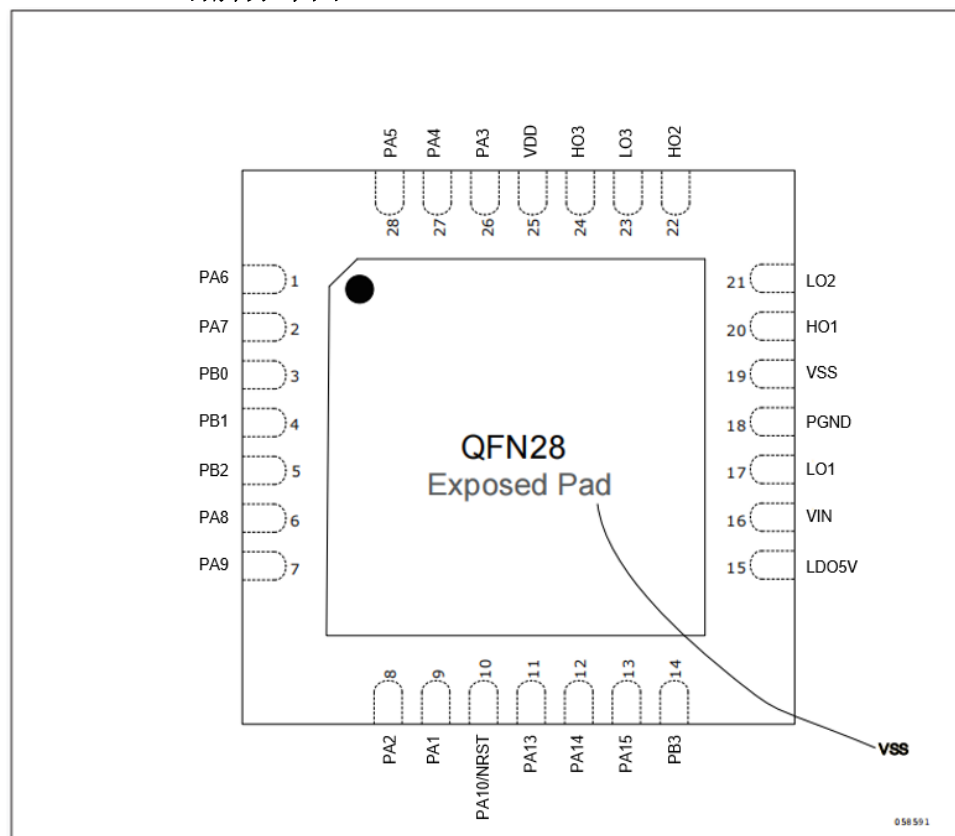 PA5 PA4 PA3 VDD HO3 LO3 HO2
28 27 26 25 24 23 22
PA6 1
PA7 2
PB0 3
PB1 4
PB2 5
PA8 6
PA9 7
21 LO2
20 HO1
19 VSS
18 PGND
17 LO1
16 VIN
15 LDO5V
QFN28
Exposed Pad
8 9 10 11 12 13 14
PA2 PA1 PA10/NRST PA13 PA14 PA15 PB3
VSS
058591